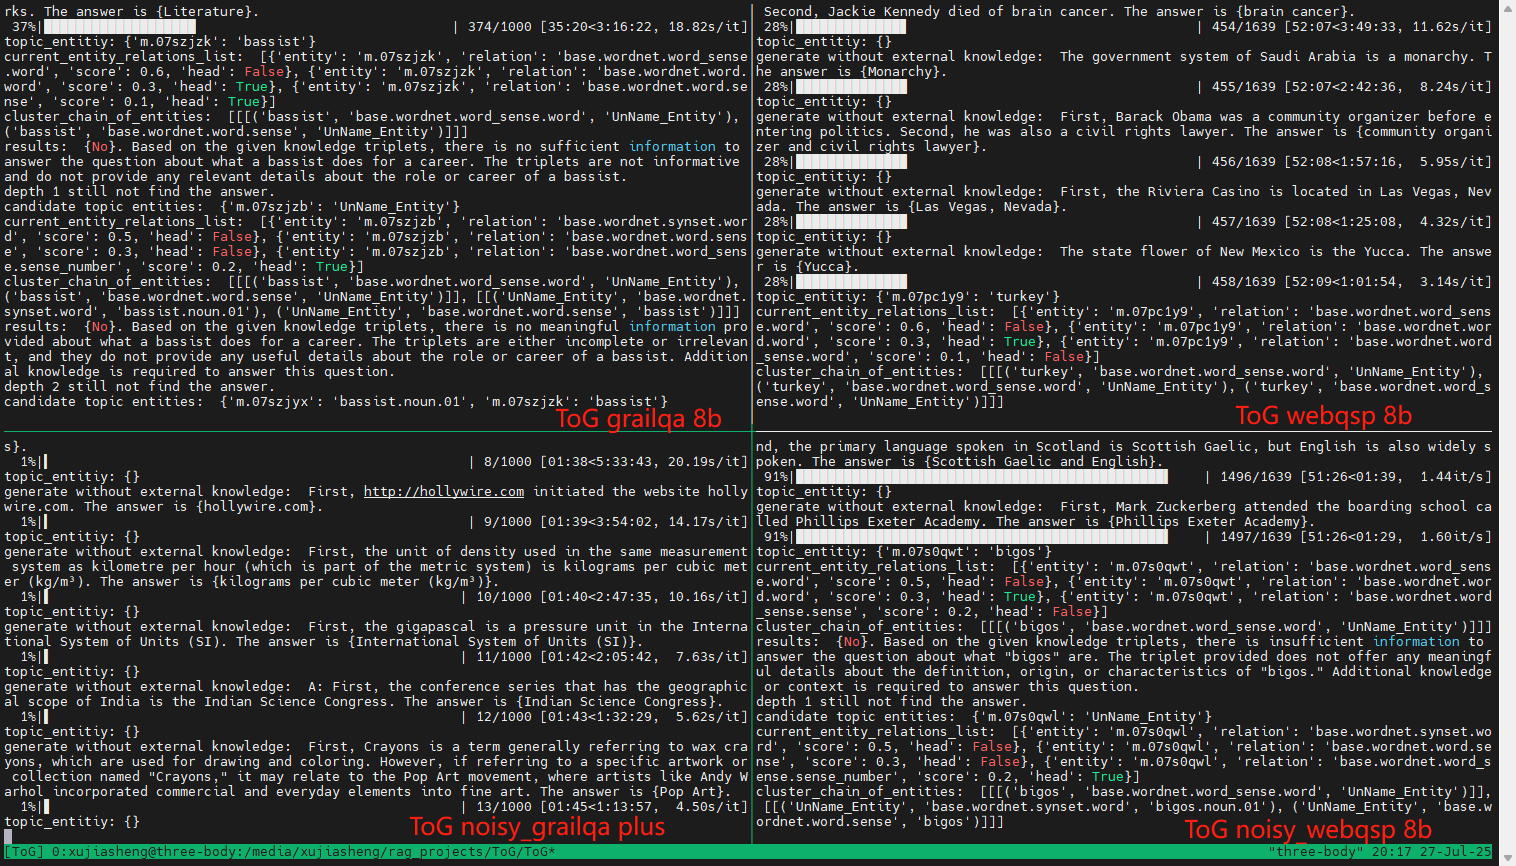 rks. The answer is {Literature}.
37%| | 374/1000 [35:20<3:16:22, 18.82s/it]
topic_entitiy: {'m.07szjzk': 'bassist'}
current_entity_relations_list:  [{'entity': 'm.07szjzk', 'relation': 'base.wordnet.word_sense
.word', 'score': 0.6, 'head': False}, {'entity': 'm.07szjzk', 'relation': 'base.wordnet.word.
word', 'score': 0.3, 'head': True}, {'entity': 'm.07szjzk', 'relation': 'base.wordnet.word.se
nse', 'score': 0.1, 'head': True}]
cluster_chain_of_entities:  [[[('bassist', 'base.wordnet.word_sense.word', 'UnName_Entity'),
('bassist', 'base.wordnet.word.sense', 'UnName_Entity')]]]
results:  {No}. Based on the given knowledge triplets, there is no sufficient information to
answer the question about what a bassist does for a career. The triplets are not informative
and do not provide any relevant details about the role or career of a bassist.
depth 1 still not find the answer.
candidate topic entities:  {'m.07szjzb': 'UnName_Entity'}
current_entity_relations_list:  [{'entity': 'm.07szjzb', 'relation': 'base.wordnet.synset.wor
d', 'score': 0.5, 'head': False}, {'entity': 'm.07szjzb', 'relation': 'base.wordnet.word.sens
e', 'score': 0.3, 'head': False}, {'entity': 'm.07szjzb', 'relation': 'base.wordnet.word_sens
e.sense_number', 'score': 0.2, 'head': True}]
cluster_chain_of_entities:  [[[('bassist', 'base.wordnet.word_sense.word', 'UnName_Entity'),
('bassist', 'base.wordnet.word.sense', 'UnName_Entity')]], [[('UnName_Entity', 'base.wordnet.
synset.word', 'bassist.noun.01'), ('UnName_Entity', 'base.wordnet.word.sense', 'bassist')]]]
results:  {No}. Based on the given knowledge triplets, there is no meaningful information pro
vided about what a bassist does for a career. The triplets are either incomplete or irrelevan
t, and they do not provide any useful details about the role or career of a bassist. Addition
al knowledge is required to answer this question.
depth 2 still not find the answer.
candidate topic entities:  {'m.07szjyx': 'bassist.noun.01', 'm.07szjzk': 'bassist'}
ToG grailqa 8b
Second, Jackie Kennedy died of brain cancer. The answer is {brain cancer}.
28%| | 454/1639 [52:07<3:49:33, 11.62s/it]
topic_entitiy: {}
generate without external knowledge:  The government system of Saudi Arabia is a monarchy. T
he answer is {Monarchy}.
28%| | 455/1639 [52:07<2:42:36,  8.24s/it]
topic_entitiy: {}
generate without external knowledge:  First, Barack Obama was a community organizer before e
ntering politics. Second, he was also a civil rights lawyer. The answer is {community organi
zer and civil rights lawyer}.
28%| | 456/1639 [52:08<1:57:16,  5.95s/it]
topic_entitiy: {}
generate without external knowledge:  First, the Riviera Casino is located in Las Vegas, Nev
ada. The answer is {Las Vegas, Nevada}.
28%| | 457/1639 [52:08<1:25:08,  4.32s/it]
topic_entitiy: {}
generate without external knowledge:  The state flower of New Mexico is the Yucca. The answe
r is {Yucca}.
28%| | 458/1639 [52:09<1:01:54,  3.14s/it]
topic_entitiy: {'m.07pc1y9': 'turkey'}
current_entity_relations_list:  [{'entity': 'm.07pc1y9', 'relation': 'base.wordnet.word_sens
e.word', 'score': 0.6, 'head': False}, {'entity': 'm.07pc1y9', 'relation': 'base.wordnet.wor
d.word', 'score': 0.3, 'head': True}, {'entity': 'm.07pc1y9', 'relation': 'base.wordnet.word
_sense.word', 'score': 0.1, 'head': False}]
cluster_chain_of_entities:  [[[('turkey', 'base.wordnet.word_sense.word', 'UnName_Entity'),
('turkey', 'base.wordnet.word_sense.word', 'UnName_Entity'), ('turkey', 'base.wordnet.word_s
ense.word', 'UnName_Entity')]]]
ToG webqsp 8b
s}.
1%| | 8/1000 [01:38<5:33:43, 20.19s/it]
topic_entitiy: {}
generate without external knowledge:  First, http://hollywire.com initiated the website holly
wire.com. The answer is {hollywire.com}.
1%| | 9/1000 [01:39<3:54:02, 14.17s/it]
topic_entitiy: {}
generate without external knowledge:  First, the unit of density used in the same measurement
system as kilometre per hour (which is part of the metric system) is kilograms per cubic met
er (kg/m³). The answer is {kilograms per cubic meter (kg/m³)}.
1%| | 10/1000 [01:40<2:47:35, 10.16s/it]
topic_entitiy: {}
generate without external knowledge:  First, the gigapascal is a pressure unit in the Interna
tional System of Units (SI). The answer is {International System of Units (SI)}.
1%| | 11/1000 [01:42<2:05:42,  7.63s/it]
topic_entitiy: {}
generate without external knowledge:  A: First, the conference series that has the geographic
al scope of India is the Indian Science Congress. The answer is {Indian Science Congress}.
1%| | 12/1000 [01:43<1:32:29,  5.62s/it]
topic_entitiy: {}
generate without external knowledge:  First, Crayons is a term generally referring to wax cra
yons, which are used for drawing and coloring. However, if referring to a specific artwork or
collection named "Crayons," it may relate to the Pop Art movement, where artists like Andy W
arhol incorporated commercial and everyday elements into fine art. The answer is {Pop Art}.
1%| | 13/1000 [01:45<1:13:57,  4.50s/it]
topic_entitiy: {}
ToG noisy_grailqa plus
nd, the primary language spoken in Scotland is Scottish Gaelic, but English is also widely s
poken. The answer is {Scottish Gaelic and English}.
91%| | 1496/1639 [51:26<01:39,  1.44it/s]
topic_entitiy: {}
generate without external knowledge:  First, Mark Zuckerberg attended the boarding school ca
lled Phillips Exeter Academy. The answer is {Phillips Exeter Academy}.
91%| | 1497/1639 [51:26<01:29,  1.60it/s]
topic_entitiy: {'m.07s0qwt': 'bigos'}
current_entity_relations_list:  [{'entity': 'm.07s0qwt', 'relation': 'base.wordnet.word_sens
e.word', 'score': 0.5, 'head': False}, {'entity': 'm.07s0qwt', 'relation': 'base.wordnet.wor
d.word', 'score': 0.3, 'head': True}, {'entity': 'm.07s0qwt', 'relation': 'base.wordnet.word
_sense.sense', 'score': 0.2, 'head': False}]
cluster_chain_of_entities:  [[[('bigos', 'base.wordnet.word_sense.word', 'UnName_Entity')]]]
results:  {No}. Based on the given knowledge triplets, there is insufficient information to
answer the question about what "bigos" are. The triplet provided does not offer any meaningf
ul details about the definition, origin, or characteristics of "bigos." Additional knowledge
or context is required to answer this question.
depth 1 still not find the answer.
candidate topic entities:  {'m.07s0qwl': 'UnName_Entity'}
current_entity_relations_list:  [{'entity': 'm.07s0qwl', 'relation': 'base.wordnet.synset.wo
rd', 'score': 0.5, 'head': False}, {'entity': 'm.07s0qwl', 'relation': 'base.wordnet.word.se
nse', 'score': 0.3, 'head': False}, {'entity': 'm.07s0qwl', 'relation': 'base.wordnet.word_s
ense.sense_number', 'score': 0.2, 'head': True}]
cluster_chain_of_entities:  [[[('bigos', 'base.wordnet.word_sense.word', 'UnName_Entity')]],
[[('UnName_Entity', 'base.wordnet.synset.word', 'bigos.noun.01'), ('UnName_Entity', 'base.w
ordnet.word.sense', 'bigos')]]]
ToG noisy_webqsp 8b
[ToG] 0:xujiasheng@three-body:/media/xujiasheng/rag_projects/ToG/ToG* "three-body" 20:17 27-Jul-25